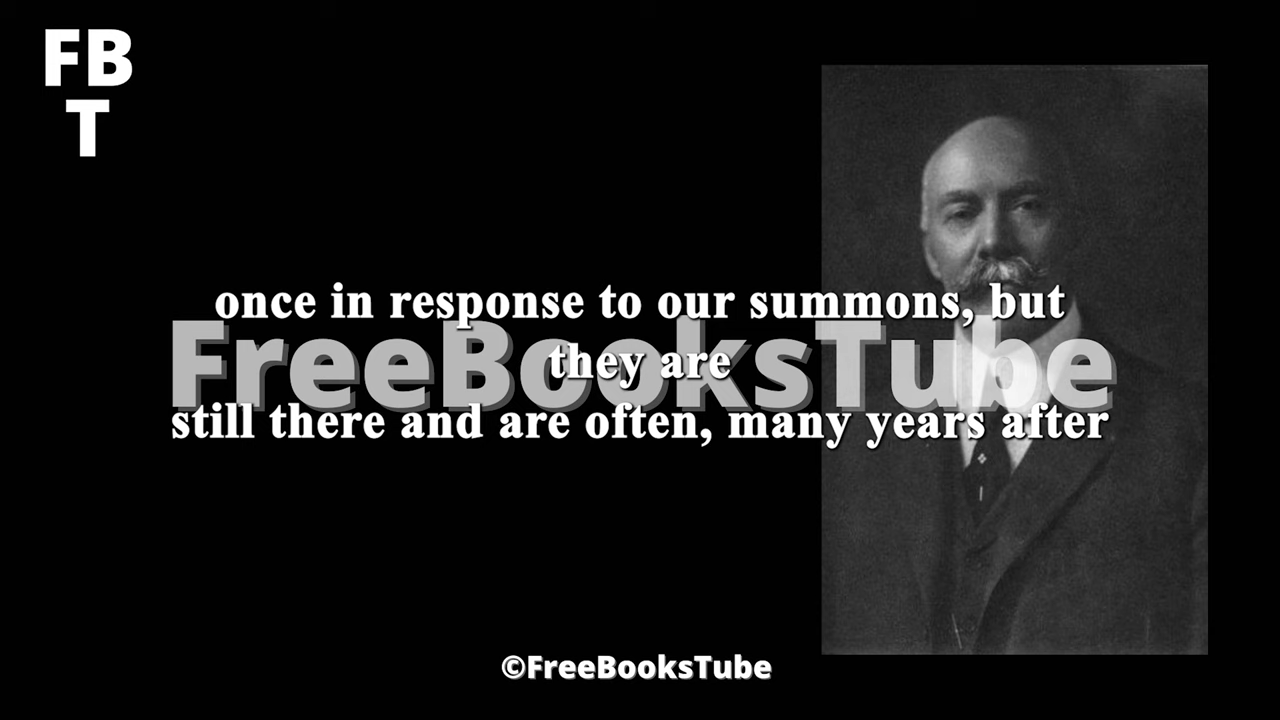 FB
T
once in response to our summons, but
FreeBooksTube
they are
still there and are often, many years after
©FreeBooksTube